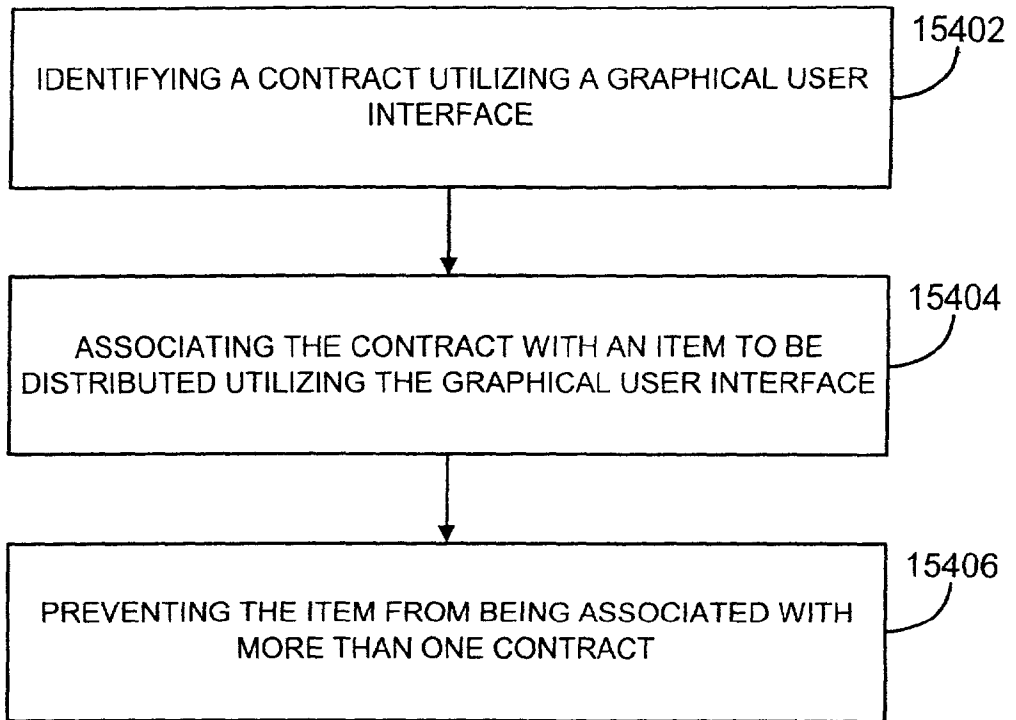 15402
IDENTIFYING A CONTRACT UTILIZING A GRAPHICAL USER
INTERFACE
15404
ASSOCIATING THE CONTRACT WITH AN ITEM TO BE
DISTRIBUTED UTILIZING THE GRAPHICAL USER INTERFACE
15406
PREVENTING THE ITEM FROM BEING ASSOCIATED WITH
MORE THAN ONE CONTRACT